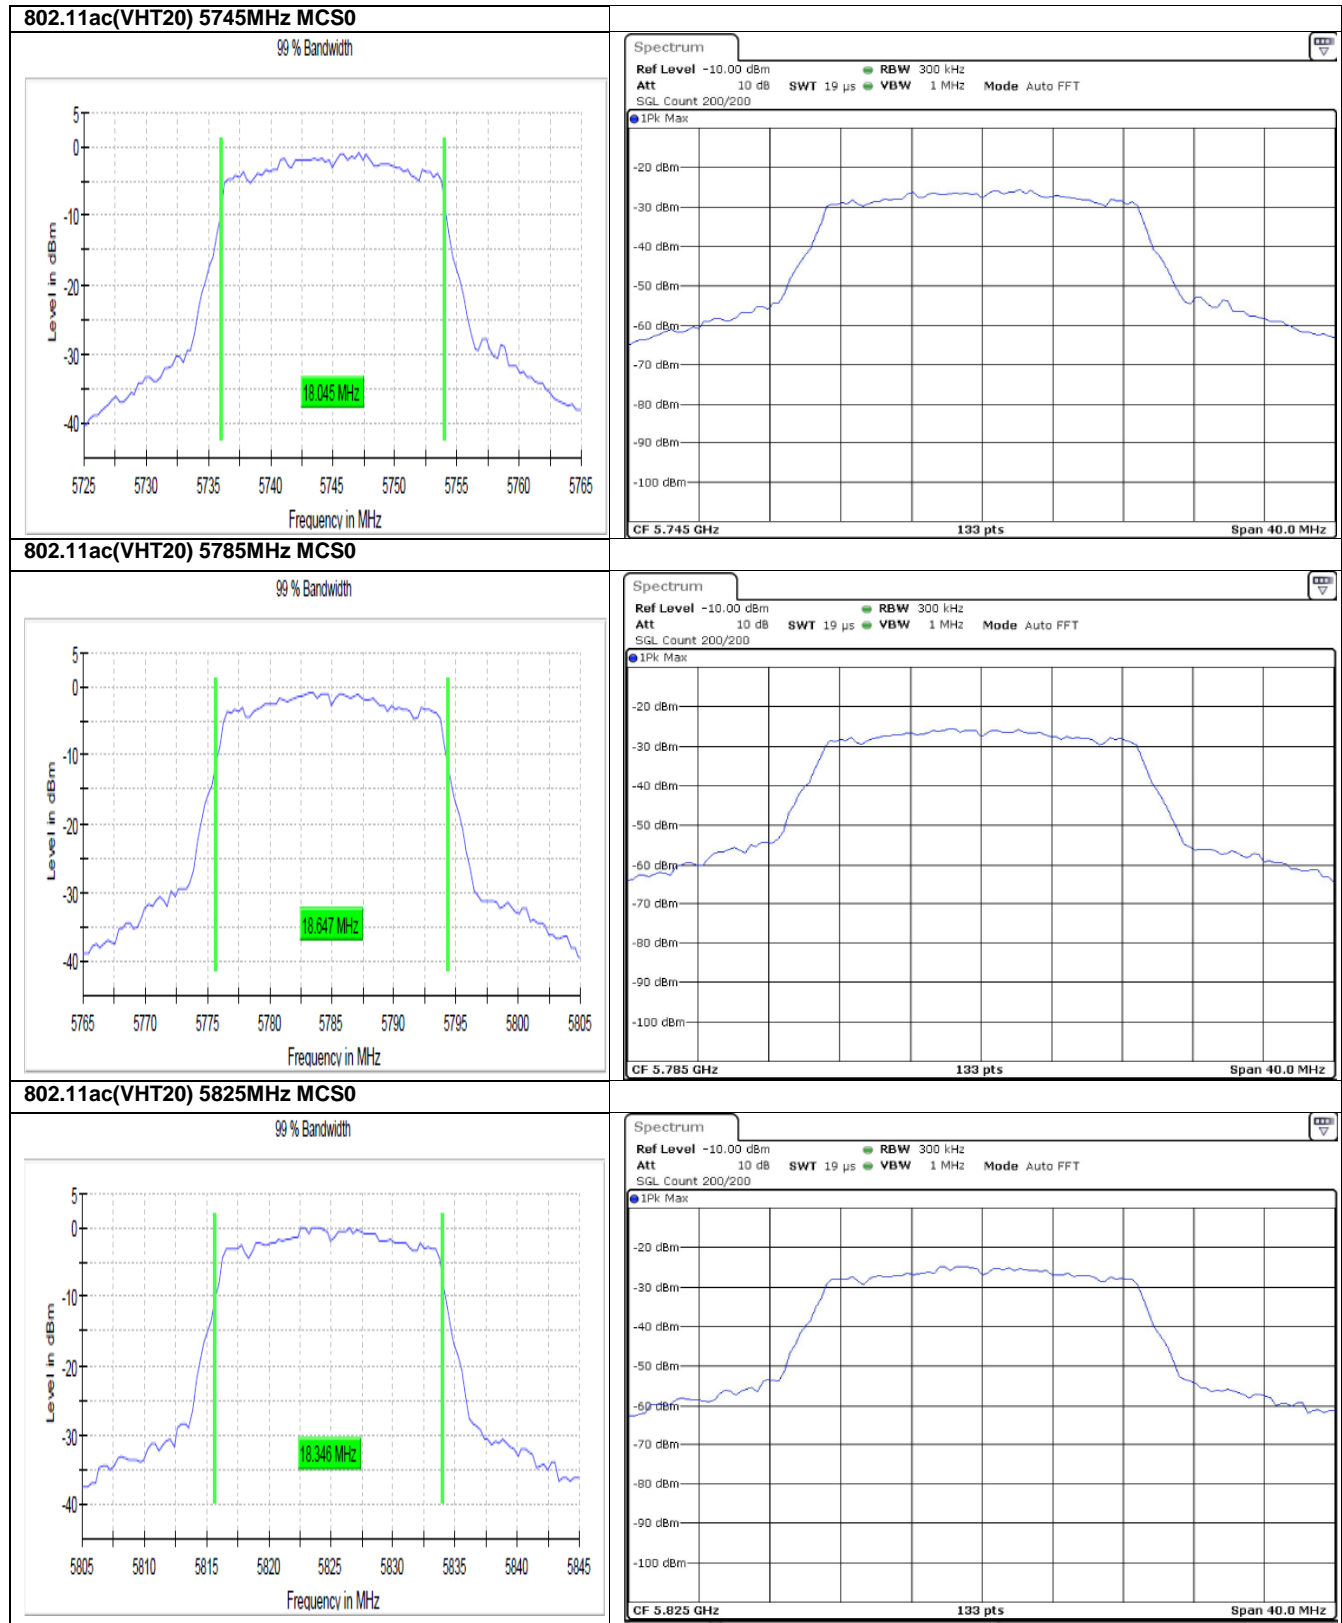 802.11ac(VHT20) 5745MHz MCS0
99 % Bandwidth
5
0
-10
-20
-30
-40
Level in dBm
18.045 MHz
5725 5730 5735 5740 5745 5750 5755 5760 5765
Frequency in MHz
Spectrum
Ref Level -10.00 dBm RBW 300 kHz
Att 10 dB SWT 19 µs VBW 1 MHz Mode Auto FFT
SGL Count 200/200
1Pk Max
-20 dBm
-30 dBm
-40 dBm
-50 dBm
-60 dBm
-70 dBm
-80 dBm
-90 dBm
-100 dBm
CF 5.745 GHz 133 pts Span 40.0 MHz
802.11ac(VHT20) 5785MHz MCS0
99 % Bandwidth
5
0
-10
-20
-30
-40
Level in dBm
18.647 MHz
5765 5770 5775 5780 5785 5790 5795 5800 5805
Frequency in MHz
Spectrum
Ref Level -10.00 dBm RBW 300 kHz
Att 10 dB SWT 19 µs VBW 1 MHz Mode Auto FFT
SGL Count 200/200
1Pk Max
-20 dBm
-30 dBm
-40 dBm
-50 dBm
-60 dBm
-70 dBm
-80 dBm
-90 dBm
-100 dBm
CF 5.785 GHz 133 pts Span 40.0 MHz
802.11ac(VHT20) 5825MHz MCS0
99 % Bandwidth
5
0
-10
-20
-30
-40
Level in dBm
18.346 MHz
5805 5810 5815 5820 5825 5830 5835 5840 5845
Frequency in MHz
Spectrum
Ref Level -10.00 dBm RBW 300 kHz
Att 10 dB SWT 19 µs VBW 1 MHz Mode Auto FFT
SGL Count 200/200
1Pk Max
-20 dBm
-30 dBm
-40 dBm
-50 dBm
-60 dBm
-70 dBm
-80 dBm
-90 dBm
-100 dBm
CF 5.825 GHz 133 pts Span 40.0 MHz